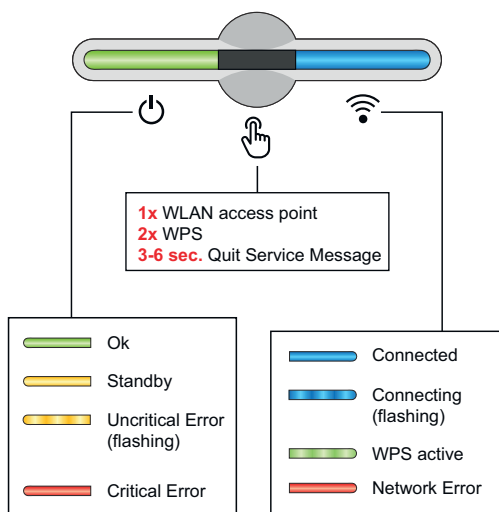 1x WLAN access point
2x WPS
3-6 sec. Quit Service Message
Ok
Standby
Uncritical Error
(flashing)
Critical Error
Connected
Connecting
(flashing)
WPS active
Network Error